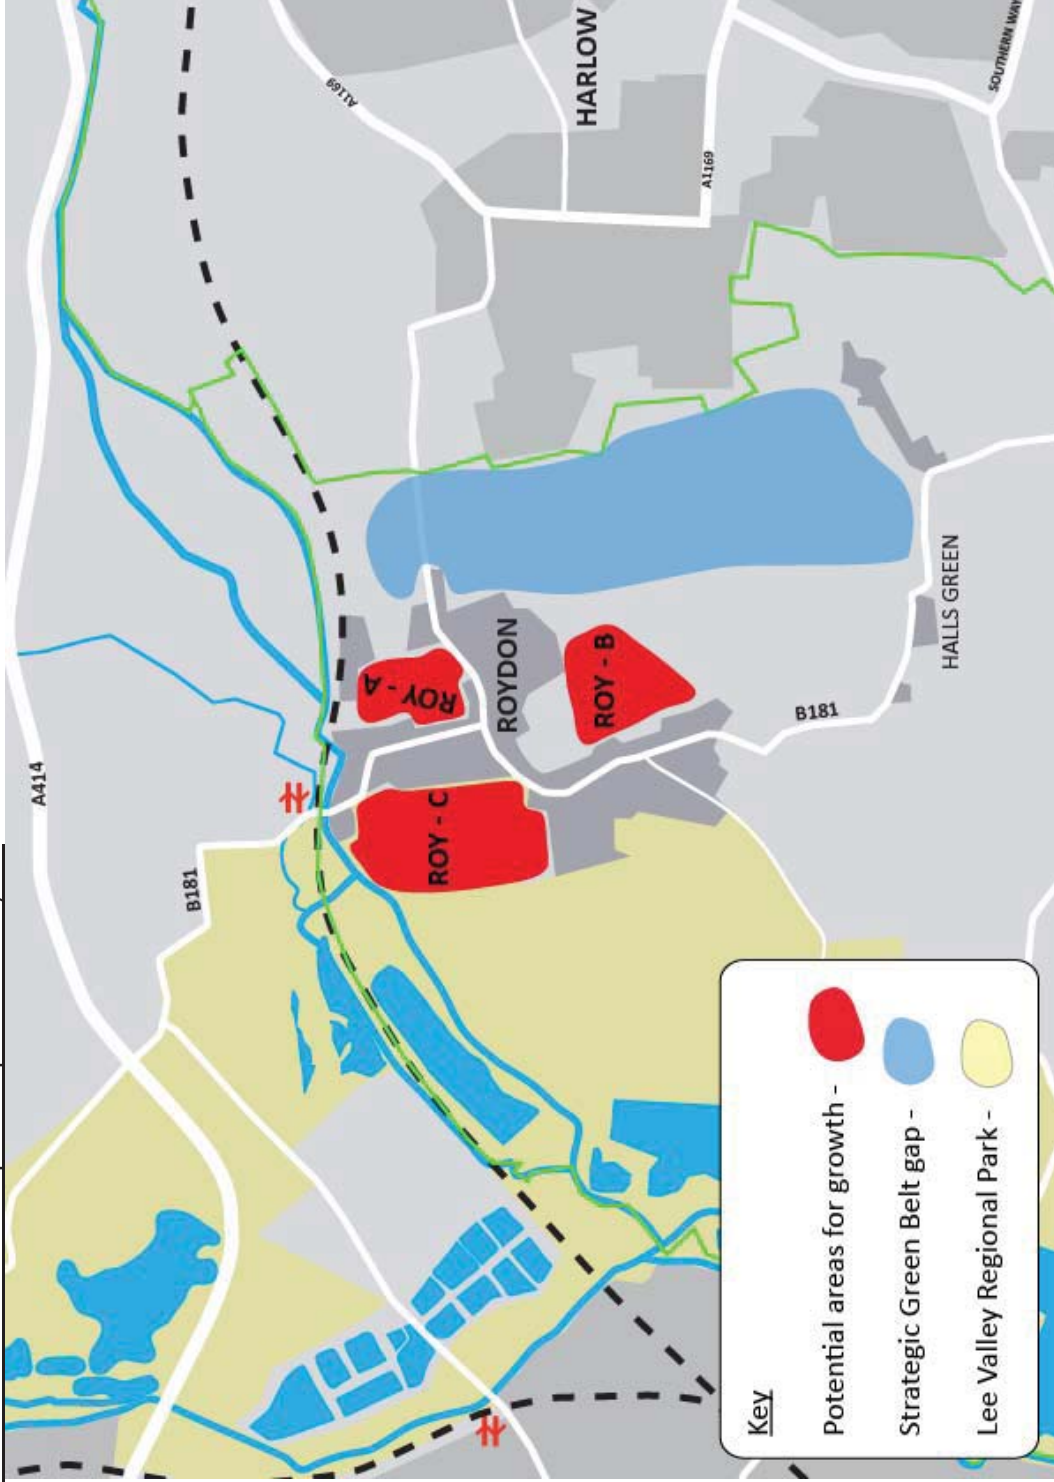 A414
B181
A1169
HARLOW
A1169
SOUTHERN WAY
ROY - A
ROY - C
ROYDON
ROY - B
B181
HALLS GREEN
Key
Potential areas for growth -
Strategic Green Belt gap -
Lee Valley Regional Park -